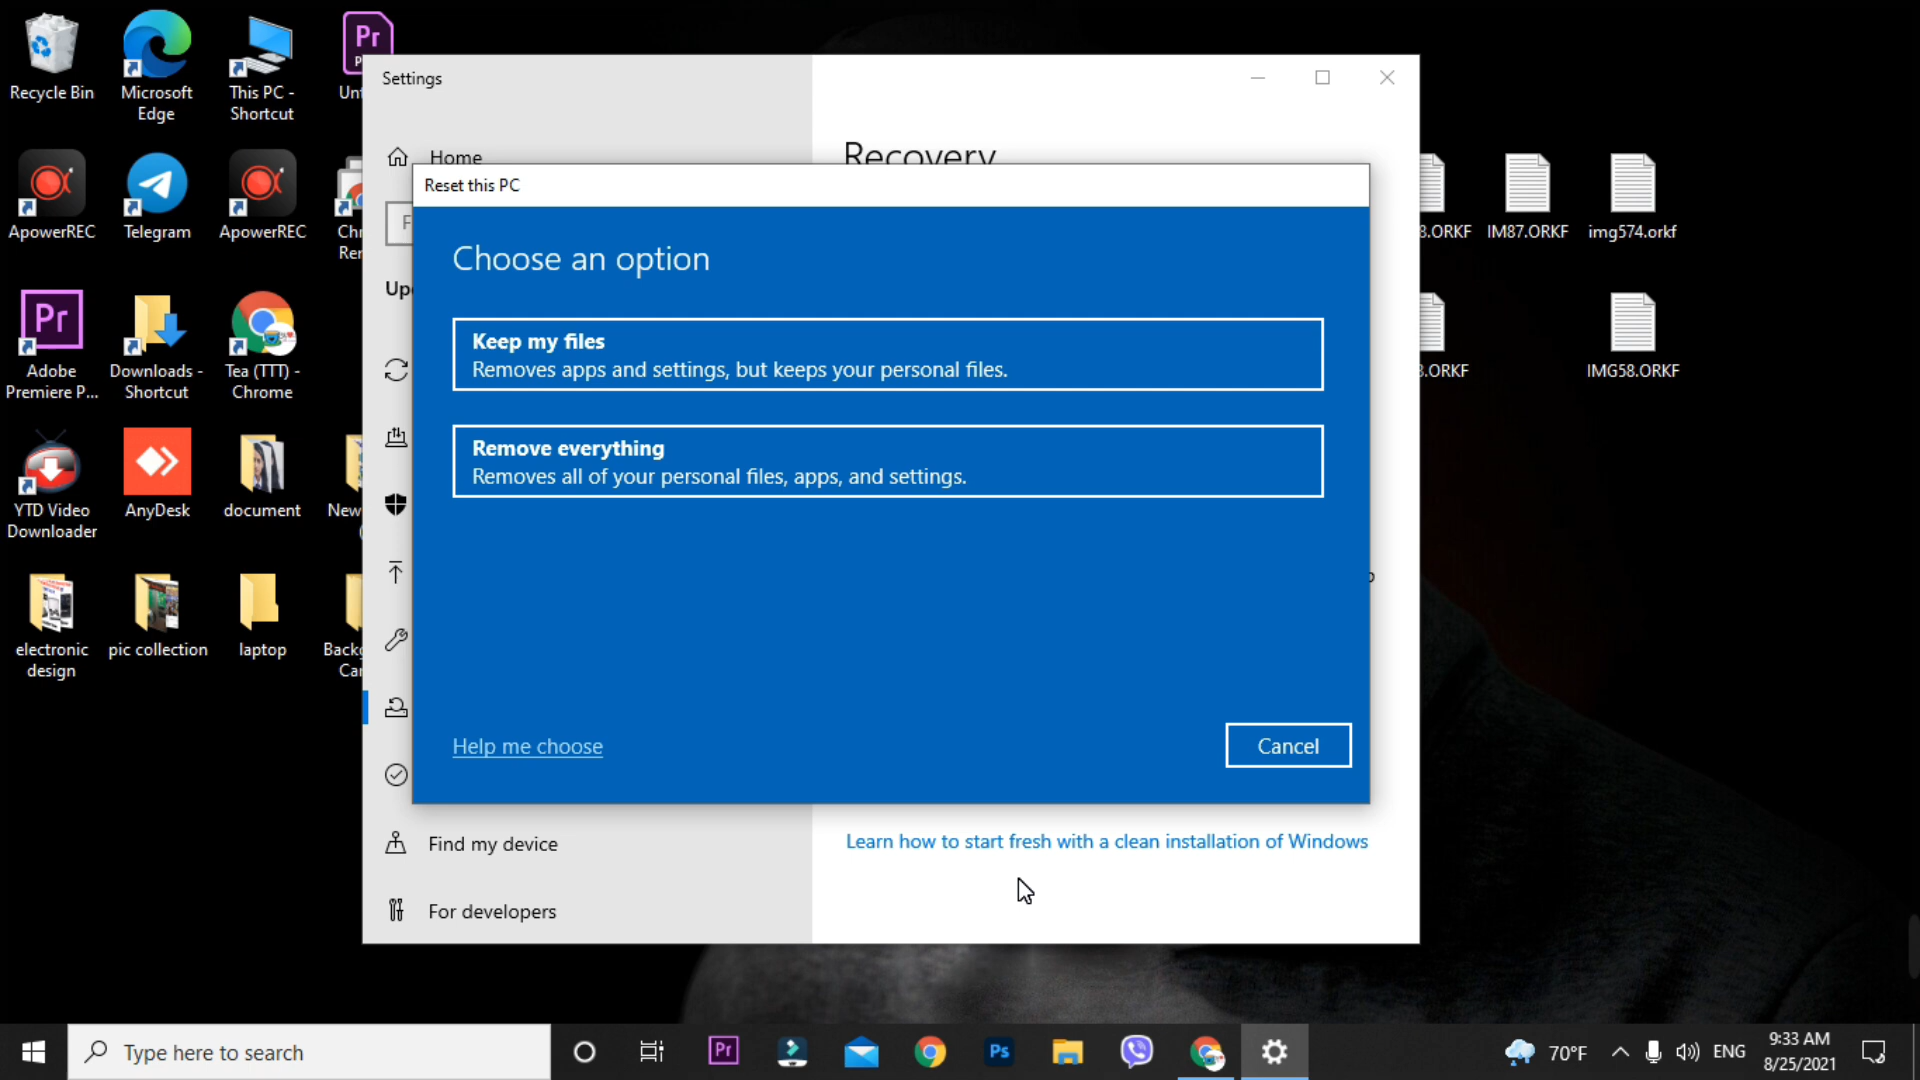 Recycle Bin
Microsoft
Edge
This PC -
Shortcut
Pr
Settings
Home
Recovery
Reset this PC
Choose an option
Keep my files
Removes apps and settings, but keeps your personal files.
Remove everything
Removes all of your personal files, apps, and settings.
Help me choose
Cancel
Find my device
For developers
Learn how to start fresh with a clean installation of Windows
ApowerREC
Telegram
ApowerREC
Pr
Adobe
Premiere P...
Downloads -
Shortcut
Tea (TTT) -
Chrome
YTD Video
Downloader
AnyDesk
document
New
electronic
design
pic collection
laptop
.ORKF
IM87.ORKF
img574.orkf
.ORKF
IMG58.ORKF
Type here to search
Pr
Ps
70°F
ENG
9:33 AM
8/25/2021